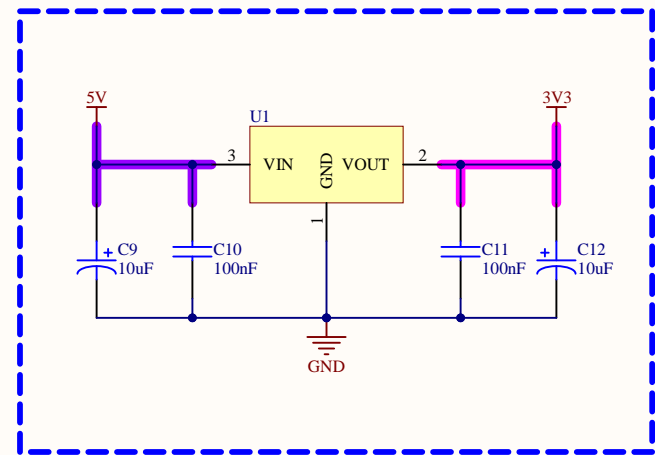 5V
3V3
U1
3
VIN
GND
VOUT
2
1
C9
10uF
C10
100nF
C11
100nF
C12
10uF
GND